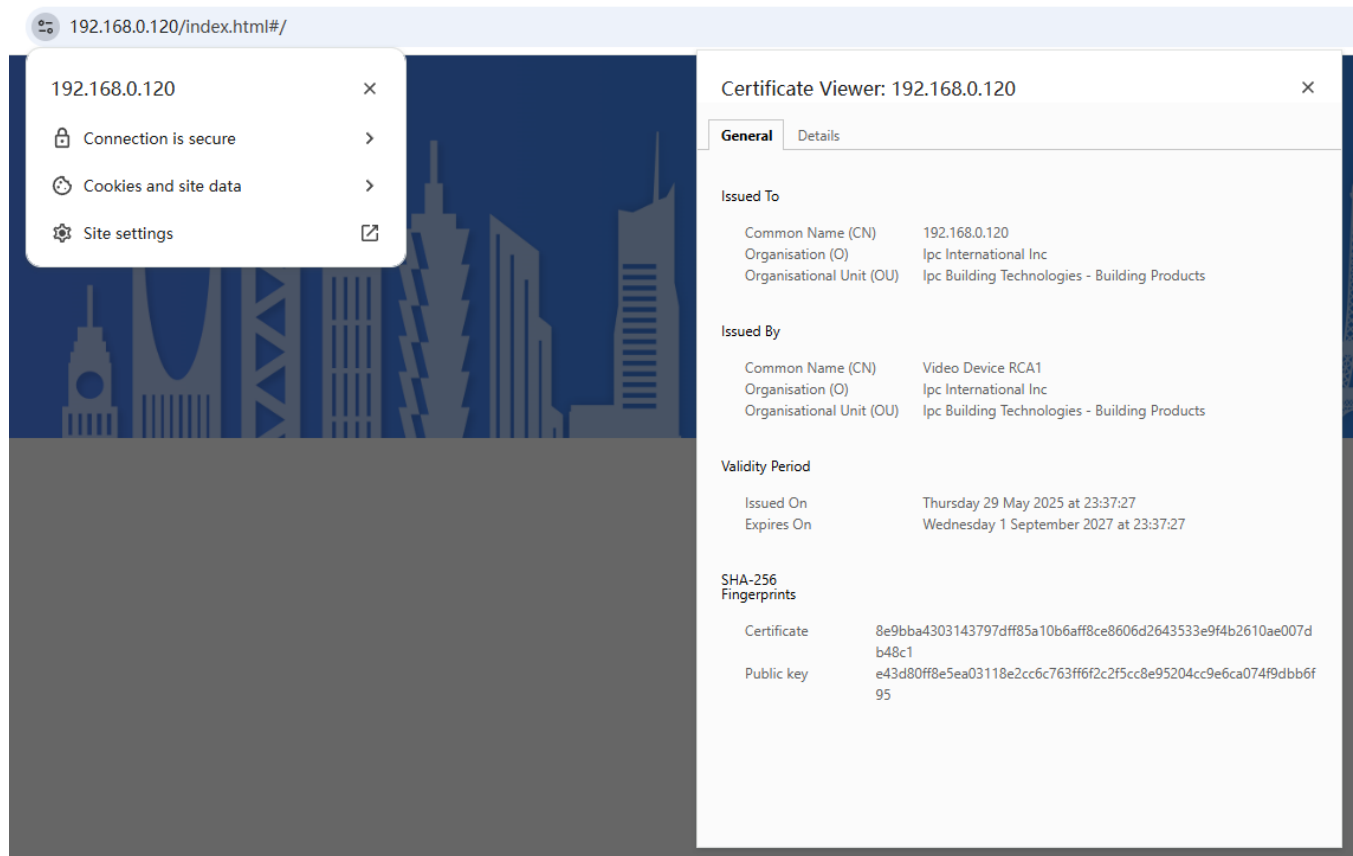 192.168.0.120/index.html#/
192.168.0.120
Connection is secure
Cookies and site data
Site settings
Certificate Viewer: 192.168.0.120
General Details
Issued To
Common Name (CN) 192.168.0.120
Organisation (O) Ipc International Inc
Organisational Unit (OU) Ipc Building Technologies - Building Products
Issued By
Common Name (CN) Video Device RCA1
Organisation (O) Ipc International Inc
Organisational Unit (OU) Ipc Building Technologies - Building Products
Validity Period
Issued On Thursday 29 May 2025 at 23:37:27
Expires On Wednesday 1 September 2027 at 23:37:27
SHA-256
Fingerprints
Certificate 8e9bba4303143797dff85a10b6aff8ce8606d2643533e9f4b2610ae007d
b48c1
Public key e43d80ff8e5ea03118e2cc6c763ff6f2c2f5cc8e95204cc9e6ca074f9dbb6f
95